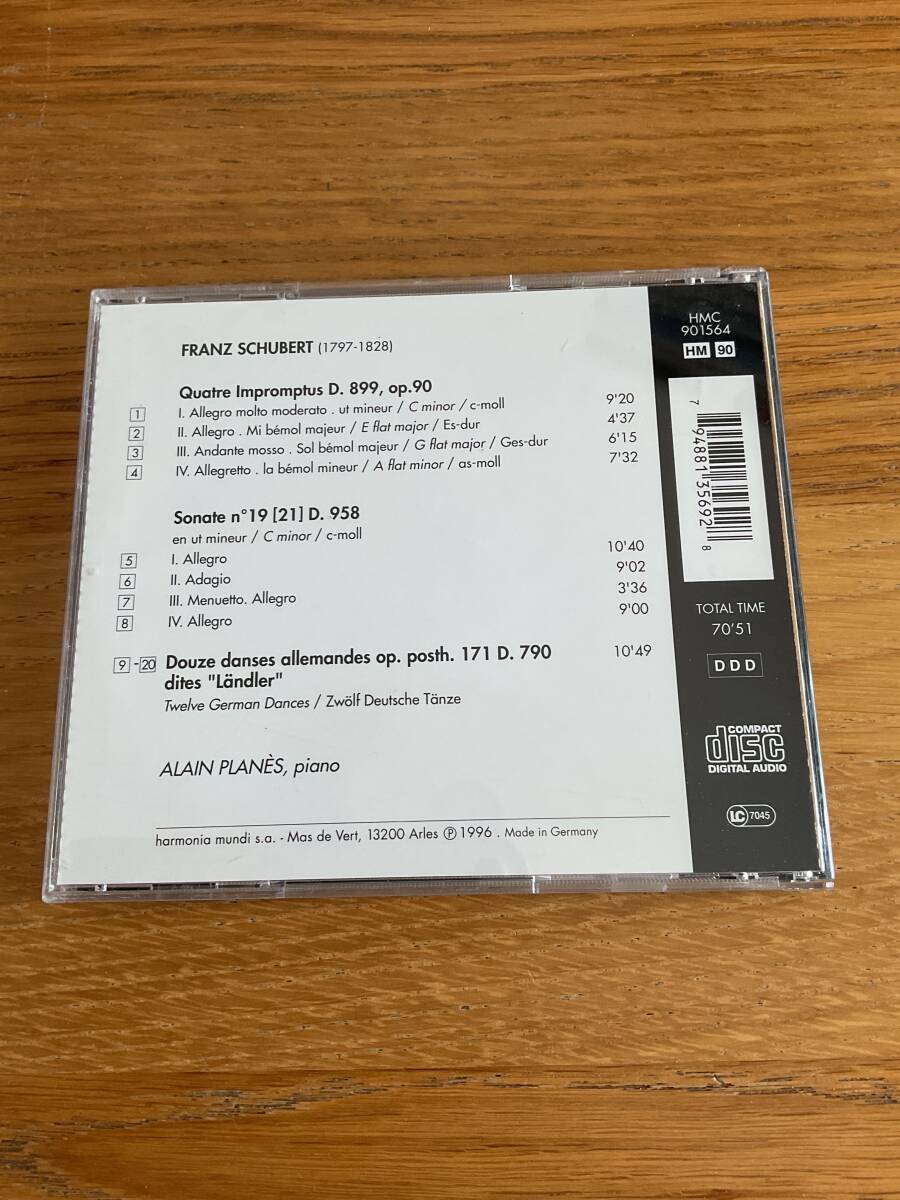 FRANZ SCHUBERT (1797-1828)
Quatre Impromptus D. 899, op.90
1 I. Allegro molto moderato . ut mineur / C minor / c-moll 9'20
2 II. Allegro . Mi bémol majeur / E flat major / Es-dur 4'37
3 III. Andante mosso . Sol bémol majeur / G flat major / Ges-dur 6'15
4 IV. Allegretto . la bémol mineur / A flat minor / as-moll 7'32
Sonate n°19 [21] D. 958
en ut mineur / C minor / c-moll
5 I. Allegro 10'40
6 II. Adagio 9'02
7 III. Menuetto. Allegro 3'36
8 IV. Allegro 9'00
9-20 Douze danses allemandes op. posth. 171 D. 790 10'49
dites "Ländler"
Twelve German Dances / Zwölf Deutsche Tänze
ALAIN PLANÈS, piano
harmonia mundi s.a. - Mas de Vert, 13200 Arles ℗ 1996 . Made in Germany
HMC
901564
HM 90
7 94881 35692 8
TOTAL TIME
70'51
DDD
COMPACT
disc
DIGITAL AUDIO
LC 7045